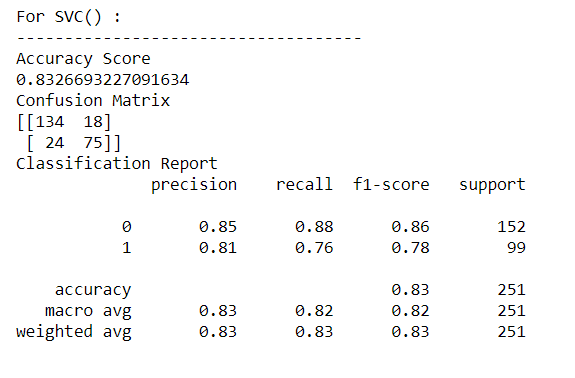 For SVC() :
------------------------------------
Accuracy Score
0.8326693227091634
Confusion Matrix
[[134  18]
 [ 24  75]]
Classification Report
              precision    recall  f1-score   support

           0       0.85      0.88      0.86       152
           1       0.81      0.76      0.78        99

    accuracy                           0.83       251
   macro avg       0.83      0.82      0.82       251
weighted avg       0.83      0.83      0.83       251